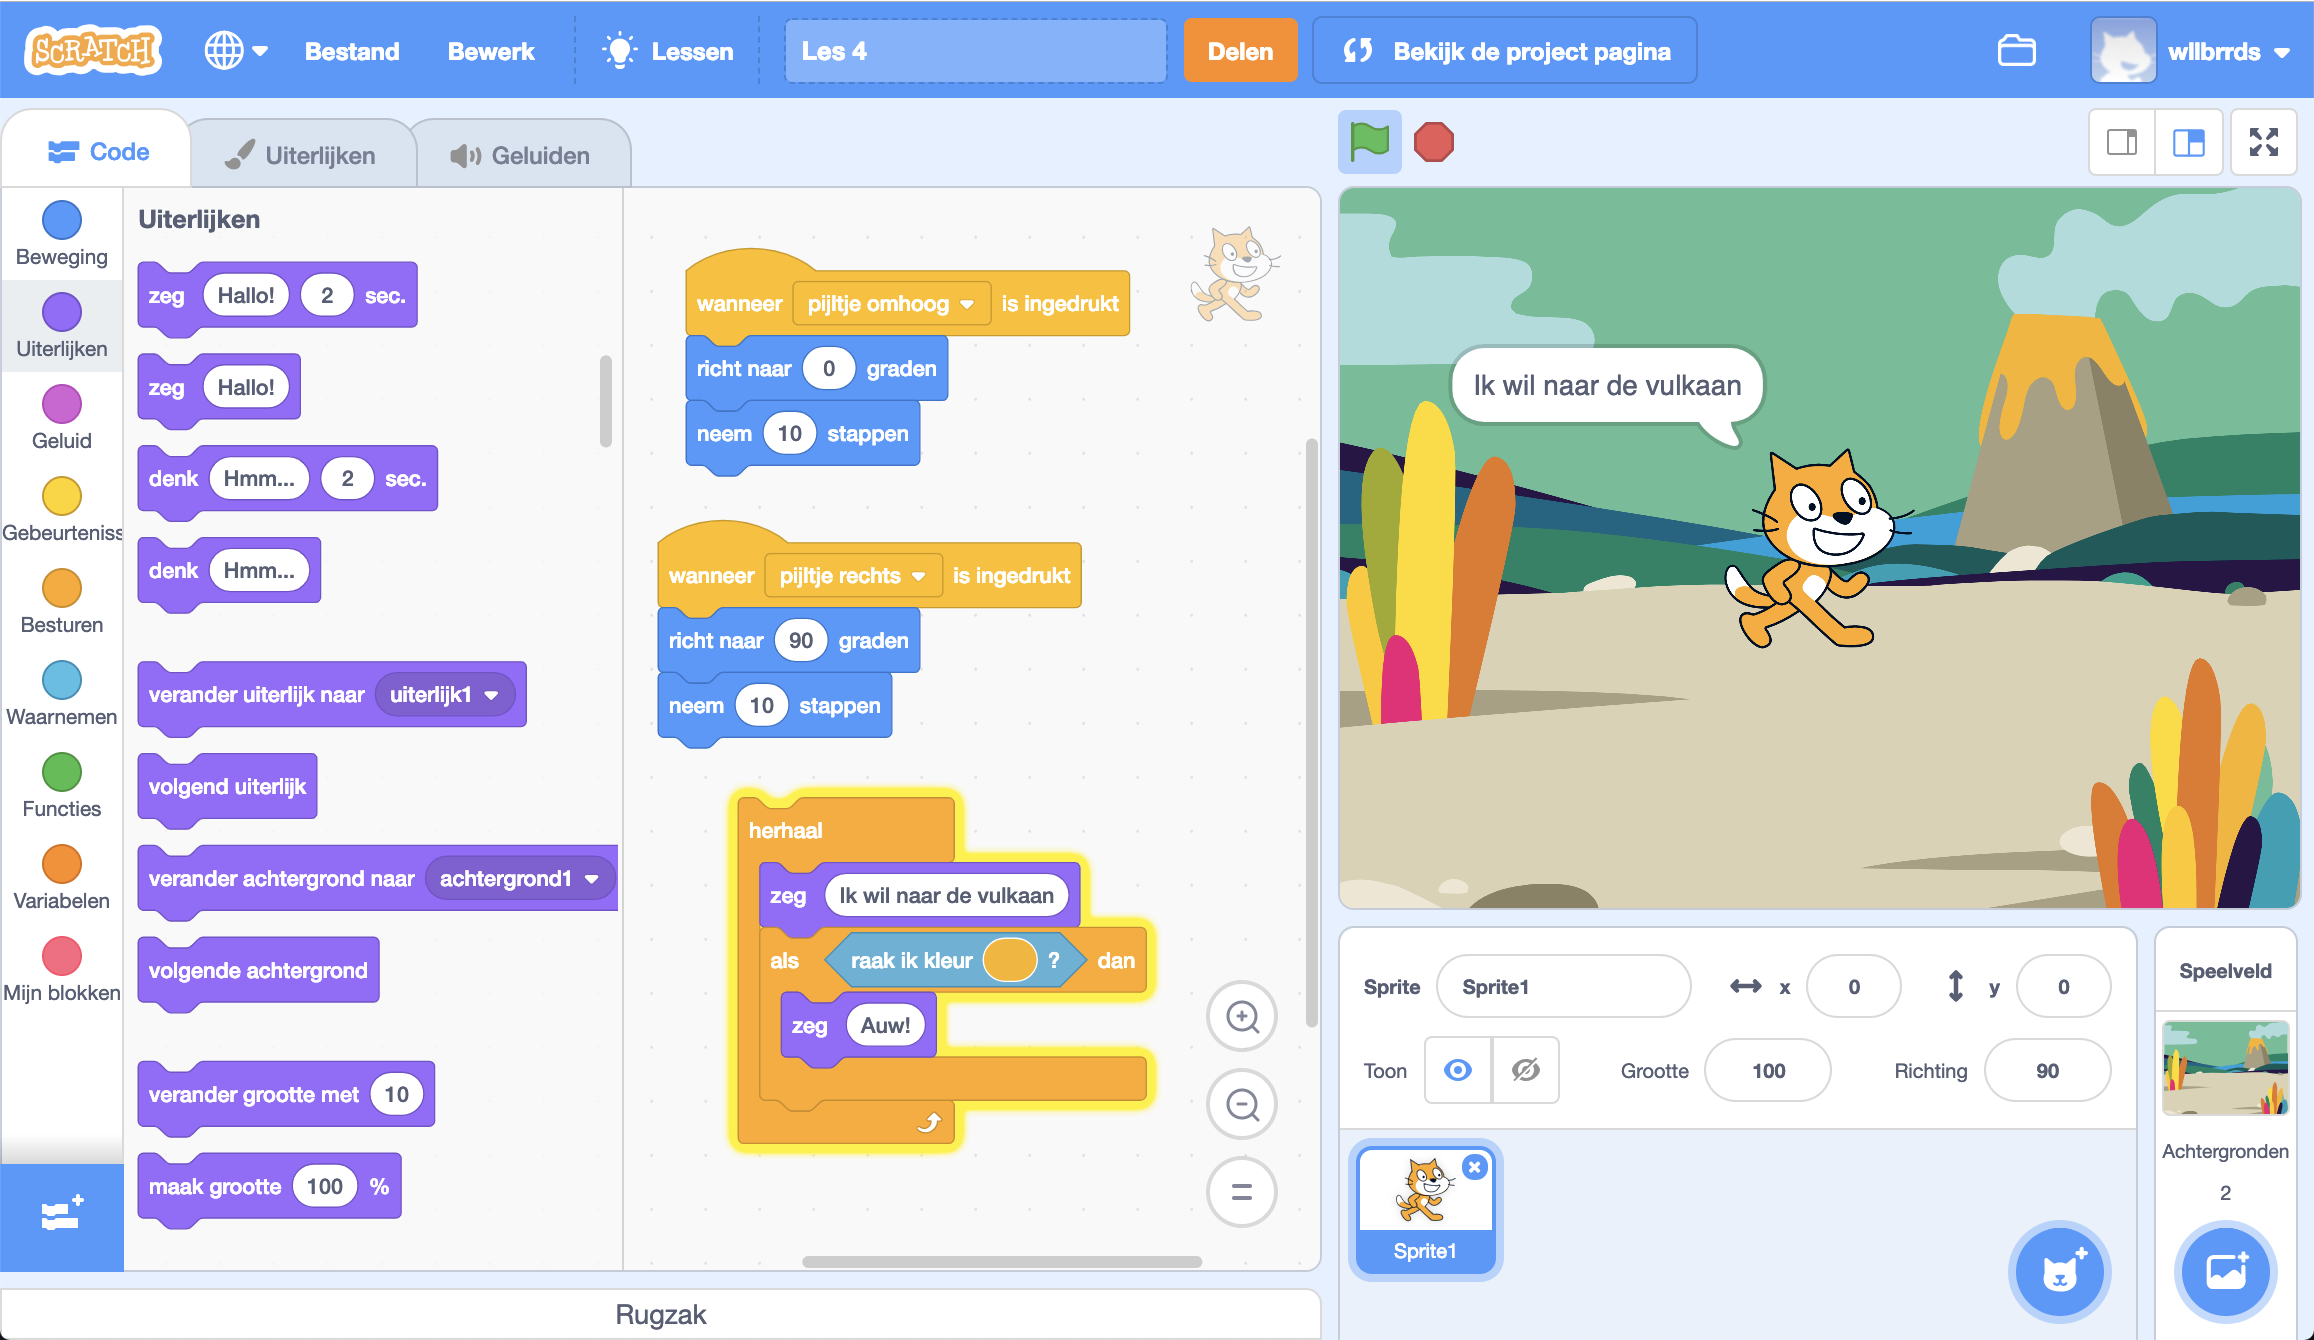 SCRATCH
Bestand
Bewerk
Lessen
Les 4
Delen
Bekijk de project pagina
wllbrrds
Code
Uiterlijken
Geluiden
Beweging
Uiterlijken
Geluid
Gebeurteniss
Besturen
Waarnemen
Functies
Variabelen
Mijn blokken
Uiterlijken
zeg Hallo! 2 sec.
zeg Hallo!
denk Hmm... 2 sec.
denk Hmm...
verander uiterlijk naar uiterlijk1
volgend uiterlijk
verander achtergrond naar achtergrond1
volgende achtergrond
verander grootte met 10
maak grootte 100 %
wanneer pijltje omhoog is ingedrukt
richt naar 0 graden
neem 10 stappen
wanneer pijltje rechts is ingedrukt
richt naar 90 graden
neem 10 stappen
herhaal
zeg Ik wil naar de vulkaan
als raak ik kleur ? dan
zeg Auw!
Rugzak
Ik wil naar de vulkaan
Sprite Sprite1 x 0 y 0
Toon Grootte 100 Richting 90
Sprite1
Speelveld
Achtergronden
2